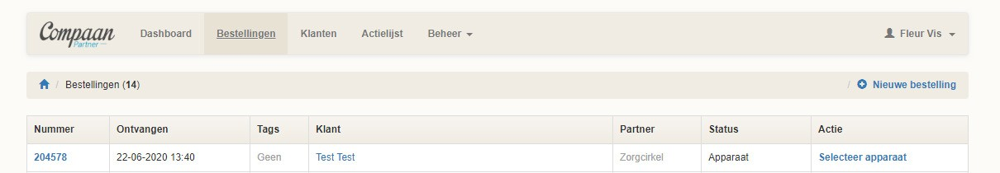 Compaan Partner Dashboard Bestellingen Klanten Actielijst Beheer Fleur Vis
/ Bestellingen (14) / Nieuwe bestelling
Nummer Ontvangen Tags Klant Partner Status Actie
204578 22-06-2020 13:40 Geen Test Test Zorgcirkel Apparaat Selecteer apparaat